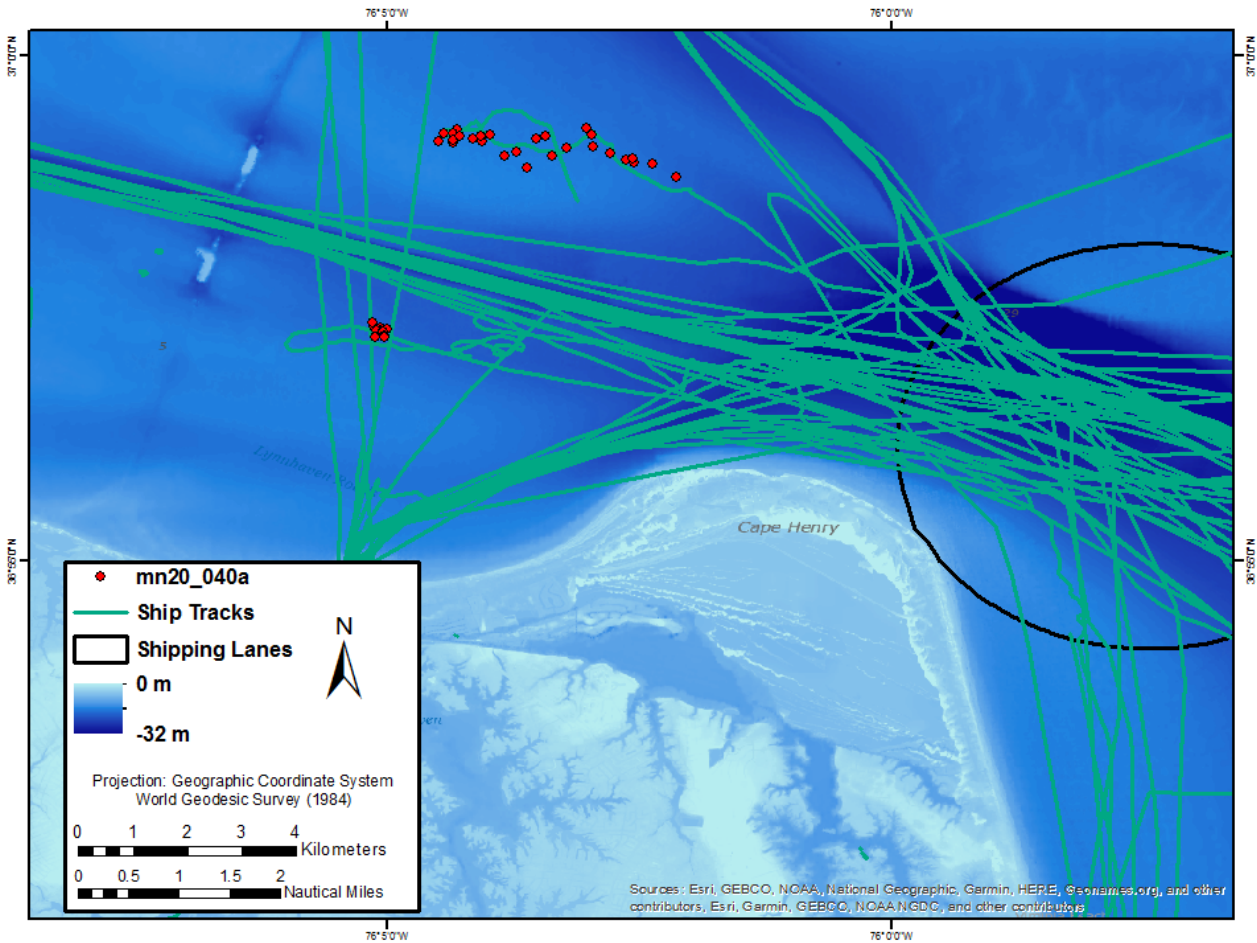 76°5'0"W
76°0'0"W
37°0'0"N
37°0'0"N
29
5
Lynnhaven
Cape Henry
36°55'0"N
36°55'0"N
mn20_040a
Ship Tracks
Shipping Lanes
N
0 m
-32 m
Projection: Geographic Coordinate System
World Geodesic Survey (1984)
0 1 2 3 4
Kilometers
0 0.5 1 1.5 2
Nautical Miles
Sources: Esri, GEBCO, NOAA, National Geographic, Garmin, HERE, Geonames.org, and other
contributors, Esri, Garmin, GEBCO, NOAA NGDC, and other contributors
76°5'0"W
76°0'0"W